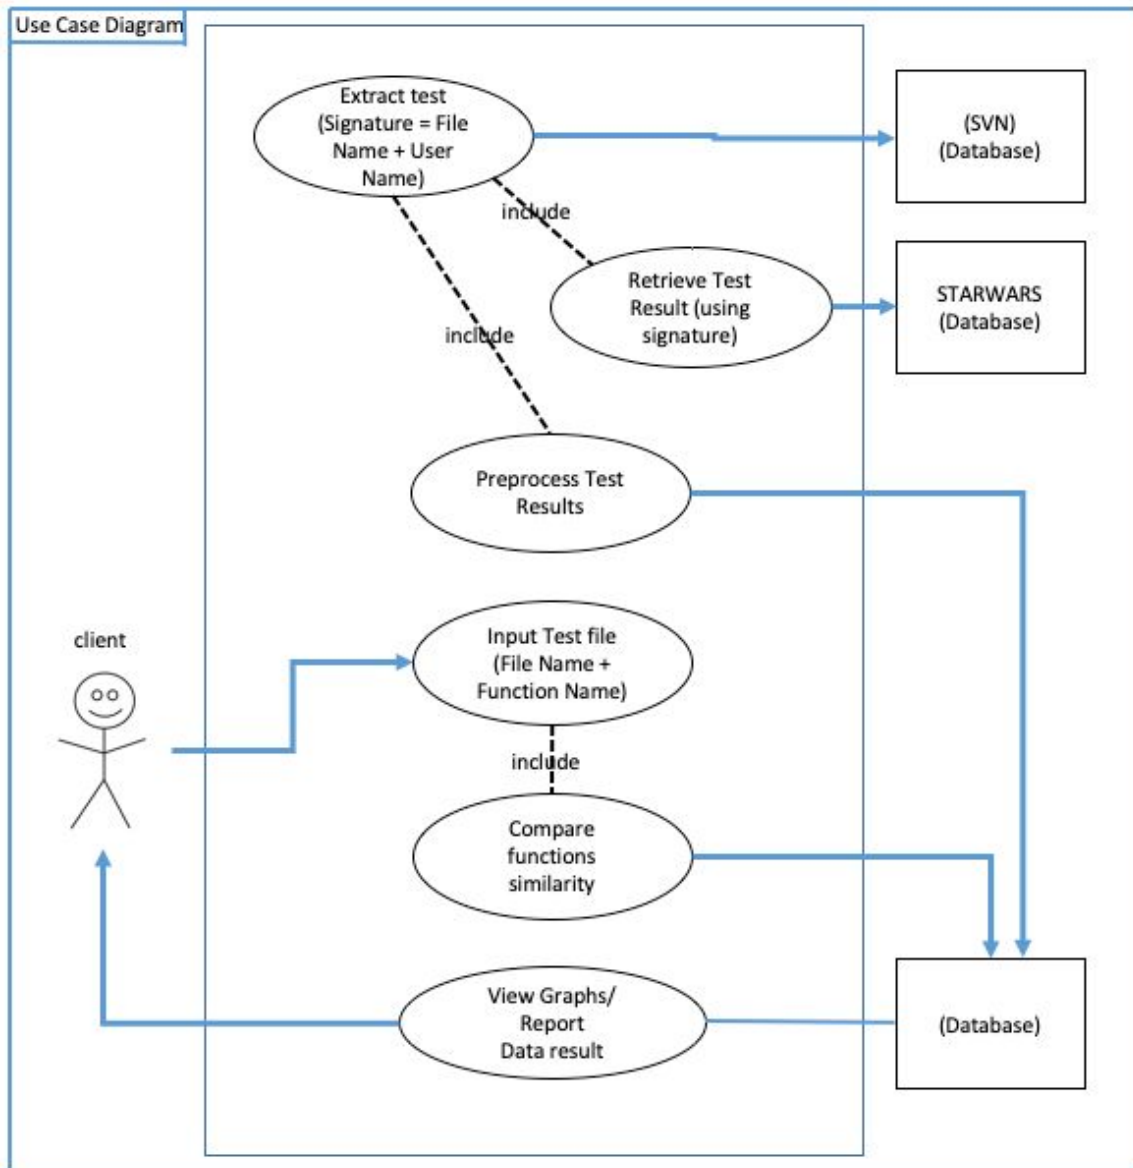 Use Case Diagram
Extract test
(Signature = File
Name + User
Name)
(SVN)
(Database)
include
Retrieve Test
Result (using
signature)
STARWARS
(Database)
include
Preprocess Test
Results
client
Input Test file
(File Name +
Function Name)
include
Compare
functions
similarity
View Graphs/
Report
Data result
(Database)